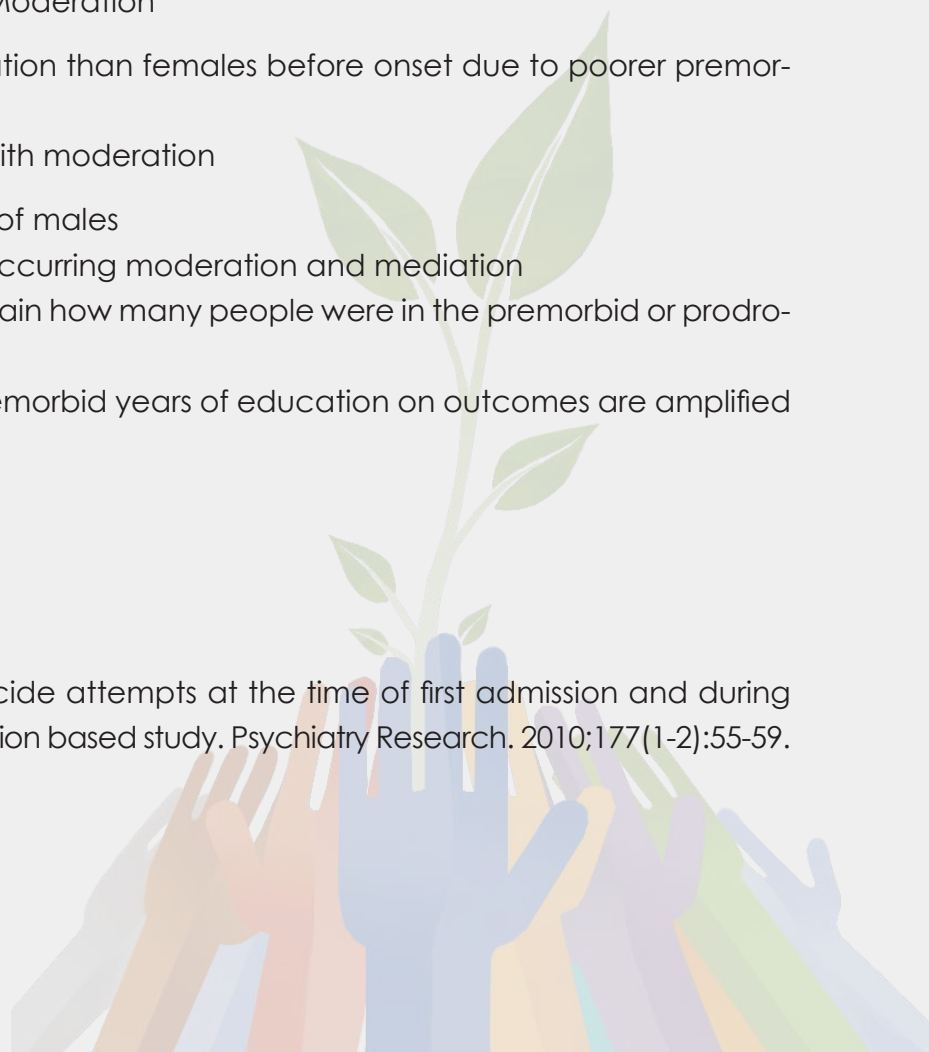 Moderation
ation than females before onset due to poorer premor-
ith moderation
of males
ccurring moderation and mediation
ain how many people were in the premorbid or prodro-
emorbid years of education on outcomes are amplified
cide attempts at the time of first admission and during
ion based study. Psychiatry Research. 2010;177(1-2):55-59.